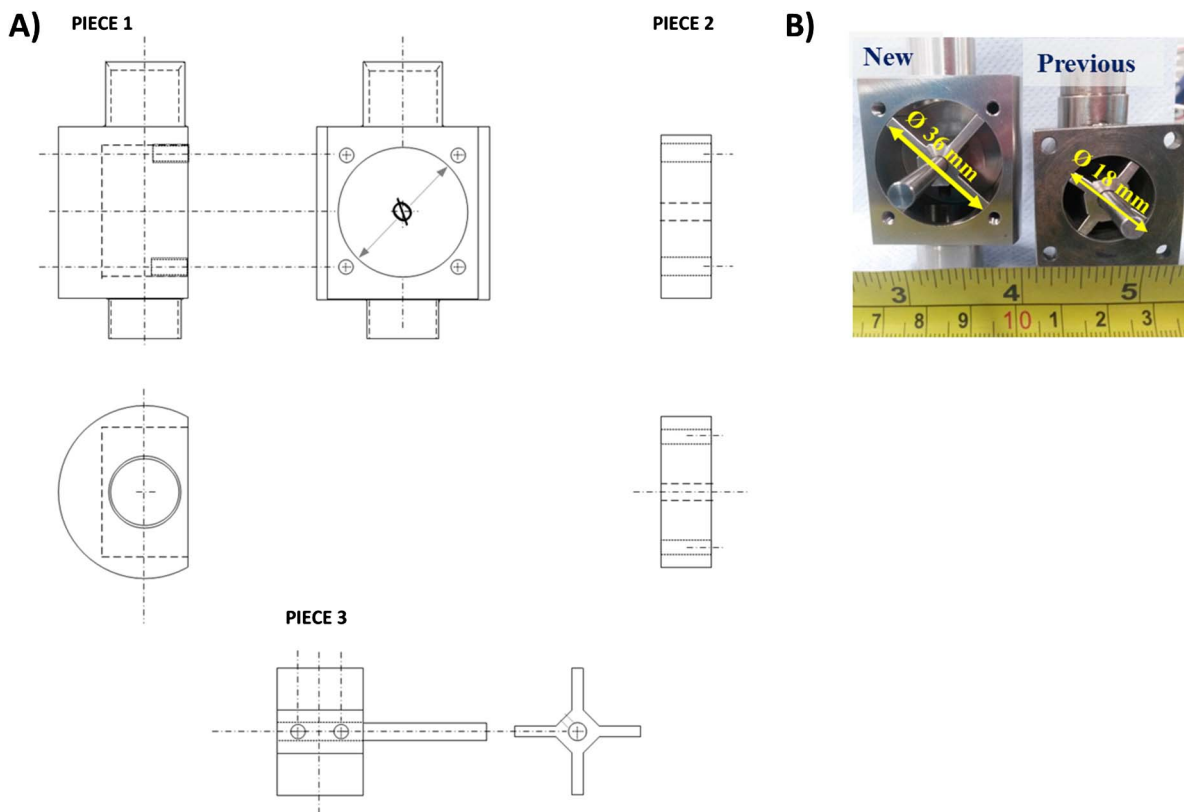 A)
PIECE 1
PIECE 2
B)
New
Previous
Ø 36 mm
Ø 18 mm
Ø
3 4 5
7 8 9 10 1 2 3
PIECE 3